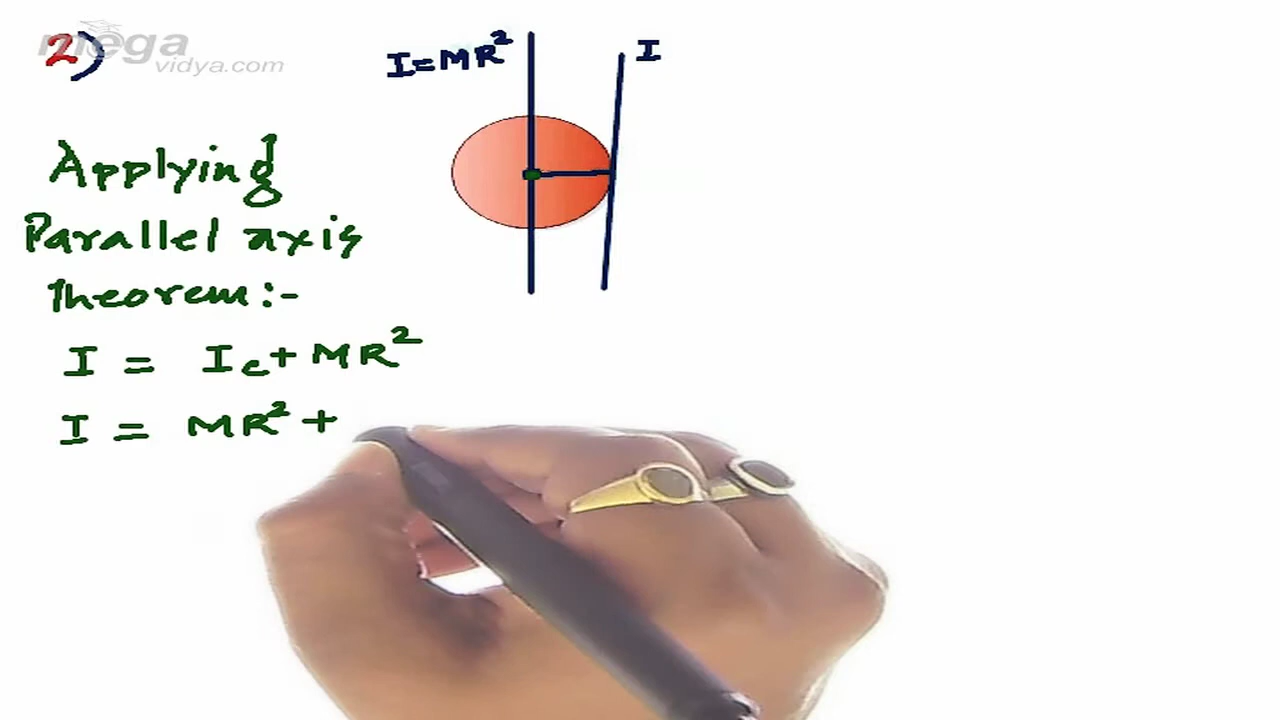 mega
vidya.com
2)
I=MR²
I
Applying
Parallel axis
theorem:-
I = Ic+MR²
I = MR²+